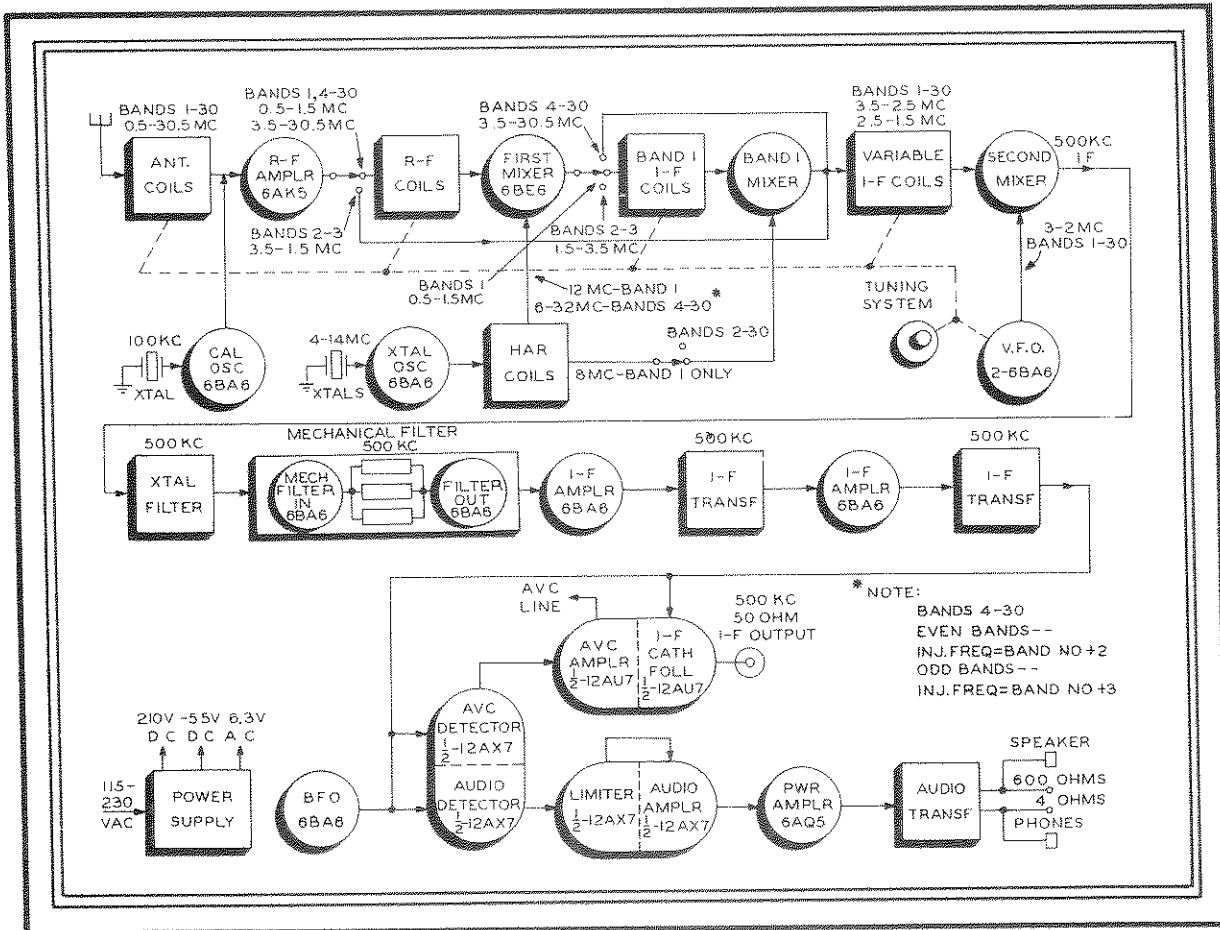 BANDS 1-30
0.5-30.5 MC
ANT.
COILS
BANDS 1,4-30
0.5-1.5 MC
3.5-30.5MC
R-F
AMPLR
6AK5
BANDS 2-3
3.5-1.5 MC
R-F
COILS
BANDS 4-30
3.5-30.5MC
FIRST
MIXER
6BE6
BAND 1
I-F
COILS
BANDS 2-3
1.5-3.5 MC
BANDS 1
0.5-1.5MC
BAND 1
MIXER
BANDS 1-30
3.5-2.5 MC
2.5-1.5 MC
VARIABLE
I-F COILS
SECOND
MIXER
500KC
IF
3-2 MC
BANDS 1-30
12 MC-BAND 1
6-32MC-BANDS 4-30 *
TUNING
SYSTEM
V.F.O.
2-6BA6
100KC
XTAL
CAL
OSC
6BA6
4-14MC
XTALS
XTAL
OSC
6BA6
HAR
COILS
BANDS 2-30
8MC-BAND 1 ONLY
500 KC
XTAL
FILTER
MECHANICAL FILTER
500 KC
MECH
FILTER
IN
6BA6
FILTER
OUT
6BA6
I-F
AMPLR
6BA6
500 KC
I-F
TRANSF
I-F
AMPLR
6BA6
500 KC
I-F
TRANSF
AVC
LINE
AVC
AMPLR
½-12AU7
I-F
CATH
FOLL
½-12AU7
500 KC
50 OHM
I-F OUTPUT
* NOTE:
BANDS 4-30
EVEN BANDS--
INJ. FREQ=BAND NO +2
ODD BANDS--
INJ. FREQ=BAND NO +3
210V -55V 6.3V
DC DC AC
115-
230
VAC
POWER
SUPPLY
BFO
6BA6
AVC
DETECTOR
½-12AX7
AUDIO
DETECTOR
½-12AX7
LIMITER
½-12AX7
AUDIO
AMPLR
½-12AX7
PWR
AMPLR
6AQ5
AUDIO
TRANSF
SPEAKER
600 OHMS
4 OHMS
PHONES